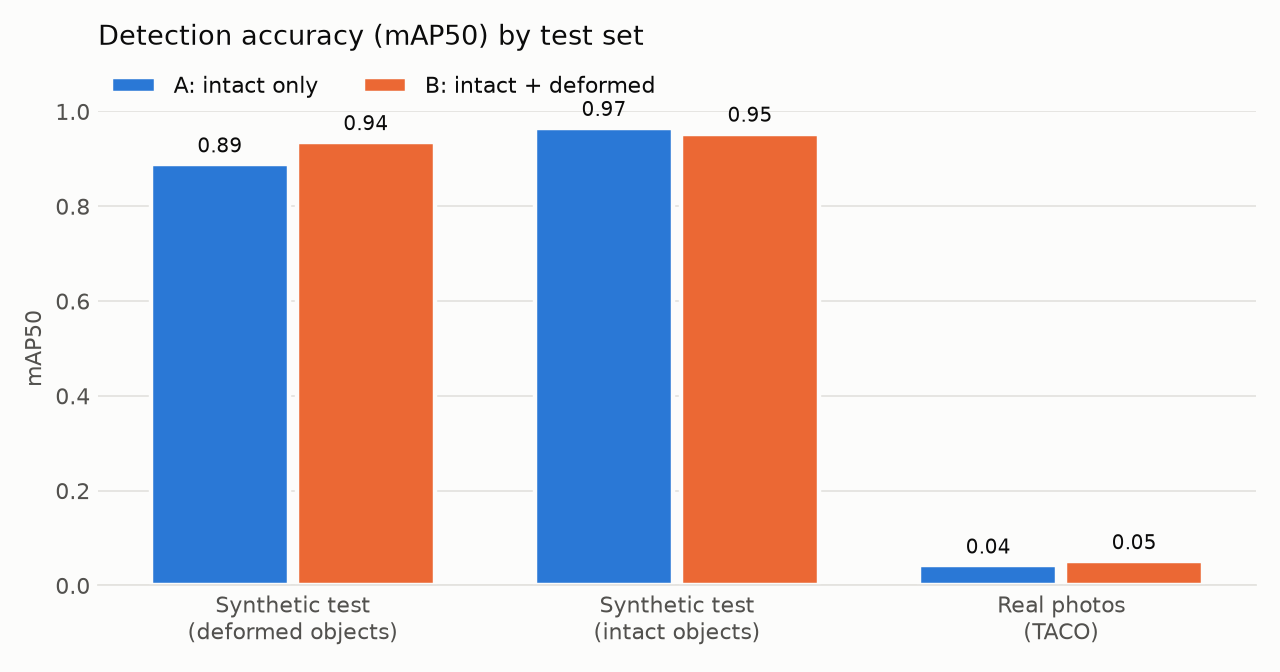 Detection accuracy (mAP50) by test set
A: intact only
B: intact + deformed
mAP50
1.0
0.8
0.6
0.4
0.2
0.0
0.89
0.94
0.97
0.95
0.04
0.05
Synthetic test
(deformed objects)
Synthetic test
(intact objects)
Real photos
(TACO)